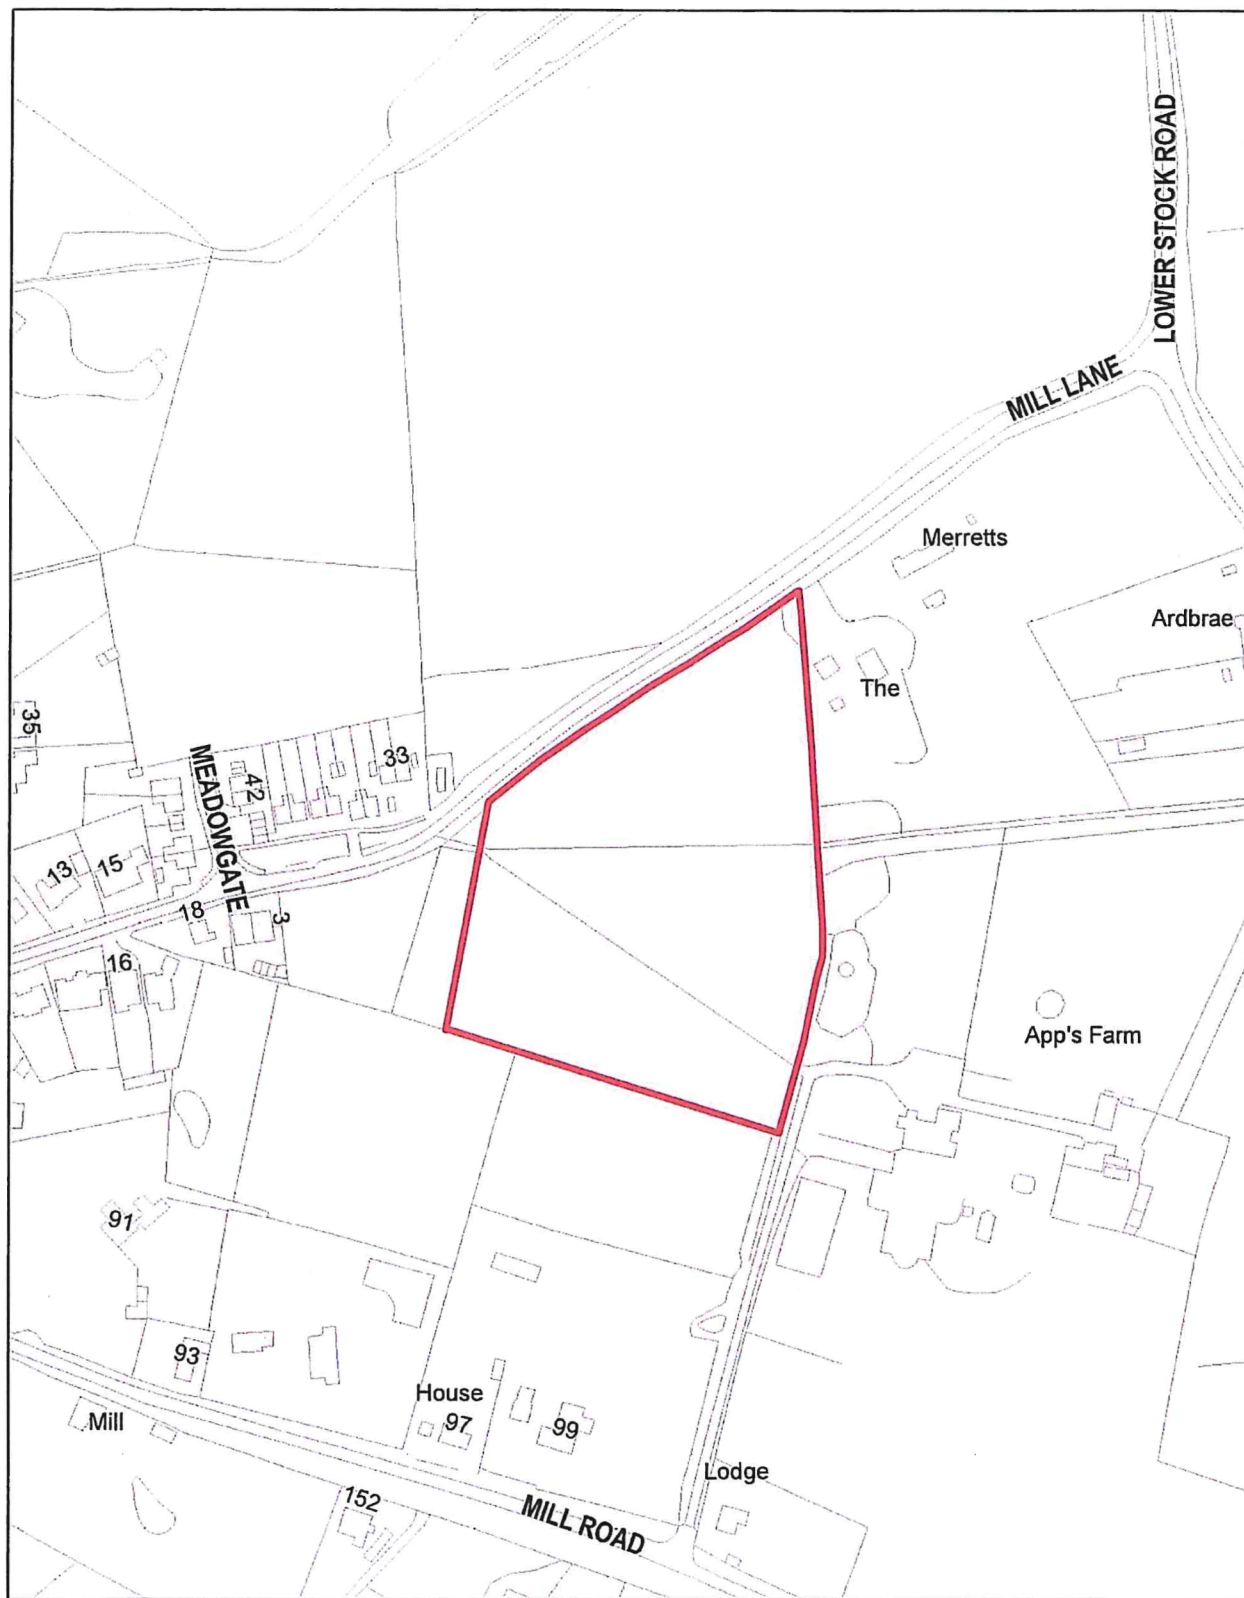 LOWER STOCK ROAD
MILL LANE
Merretts
Ardbrae
The
35
MEADOWGATE
42
33
13
15
18
3
16
App's Farm
91
93
Mill
House
97
99
Lodge
152
MILL ROAD